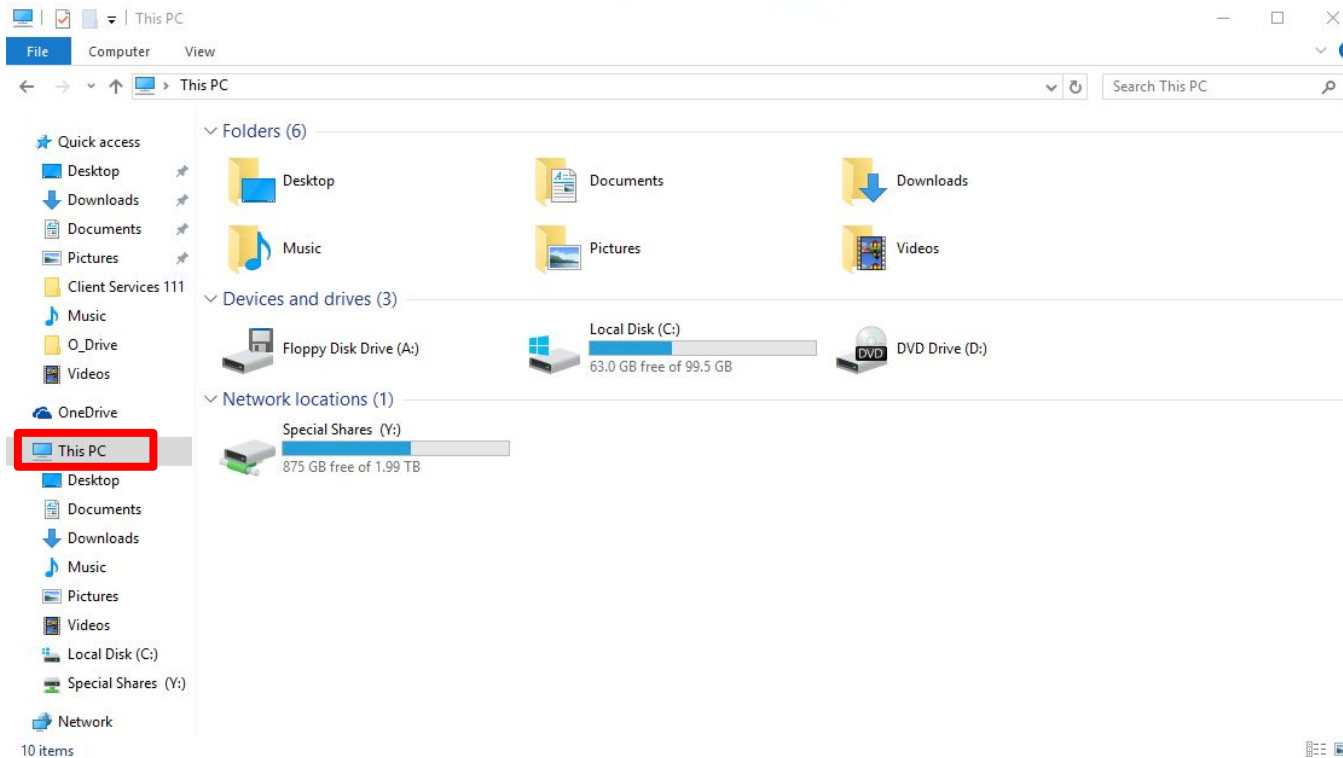 This PC
File Computer View
This PC
Search This PC
Quick access
Desktop
Downloads
Documents
Pictures
Client Services 111
Music
O_Drive
Videos
OneDrive
This PC
Desktop
Documents
Downloads
Music
Pictures
Videos
Local Disk (C:)
Special Shares (Y:)
Network
Folders (6)
Desktop
Documents
Downloads
Music
Pictures
Videos
Devices and drives (3)
Floppy Disk Drive (A:)
Local Disk (C:)
63.0 GB free of 99.5 GB
DVD
DVD Drive (D:)
Network locations (1)
Special Shares (Y:)
875 GB free of 1.99 TB
10 items